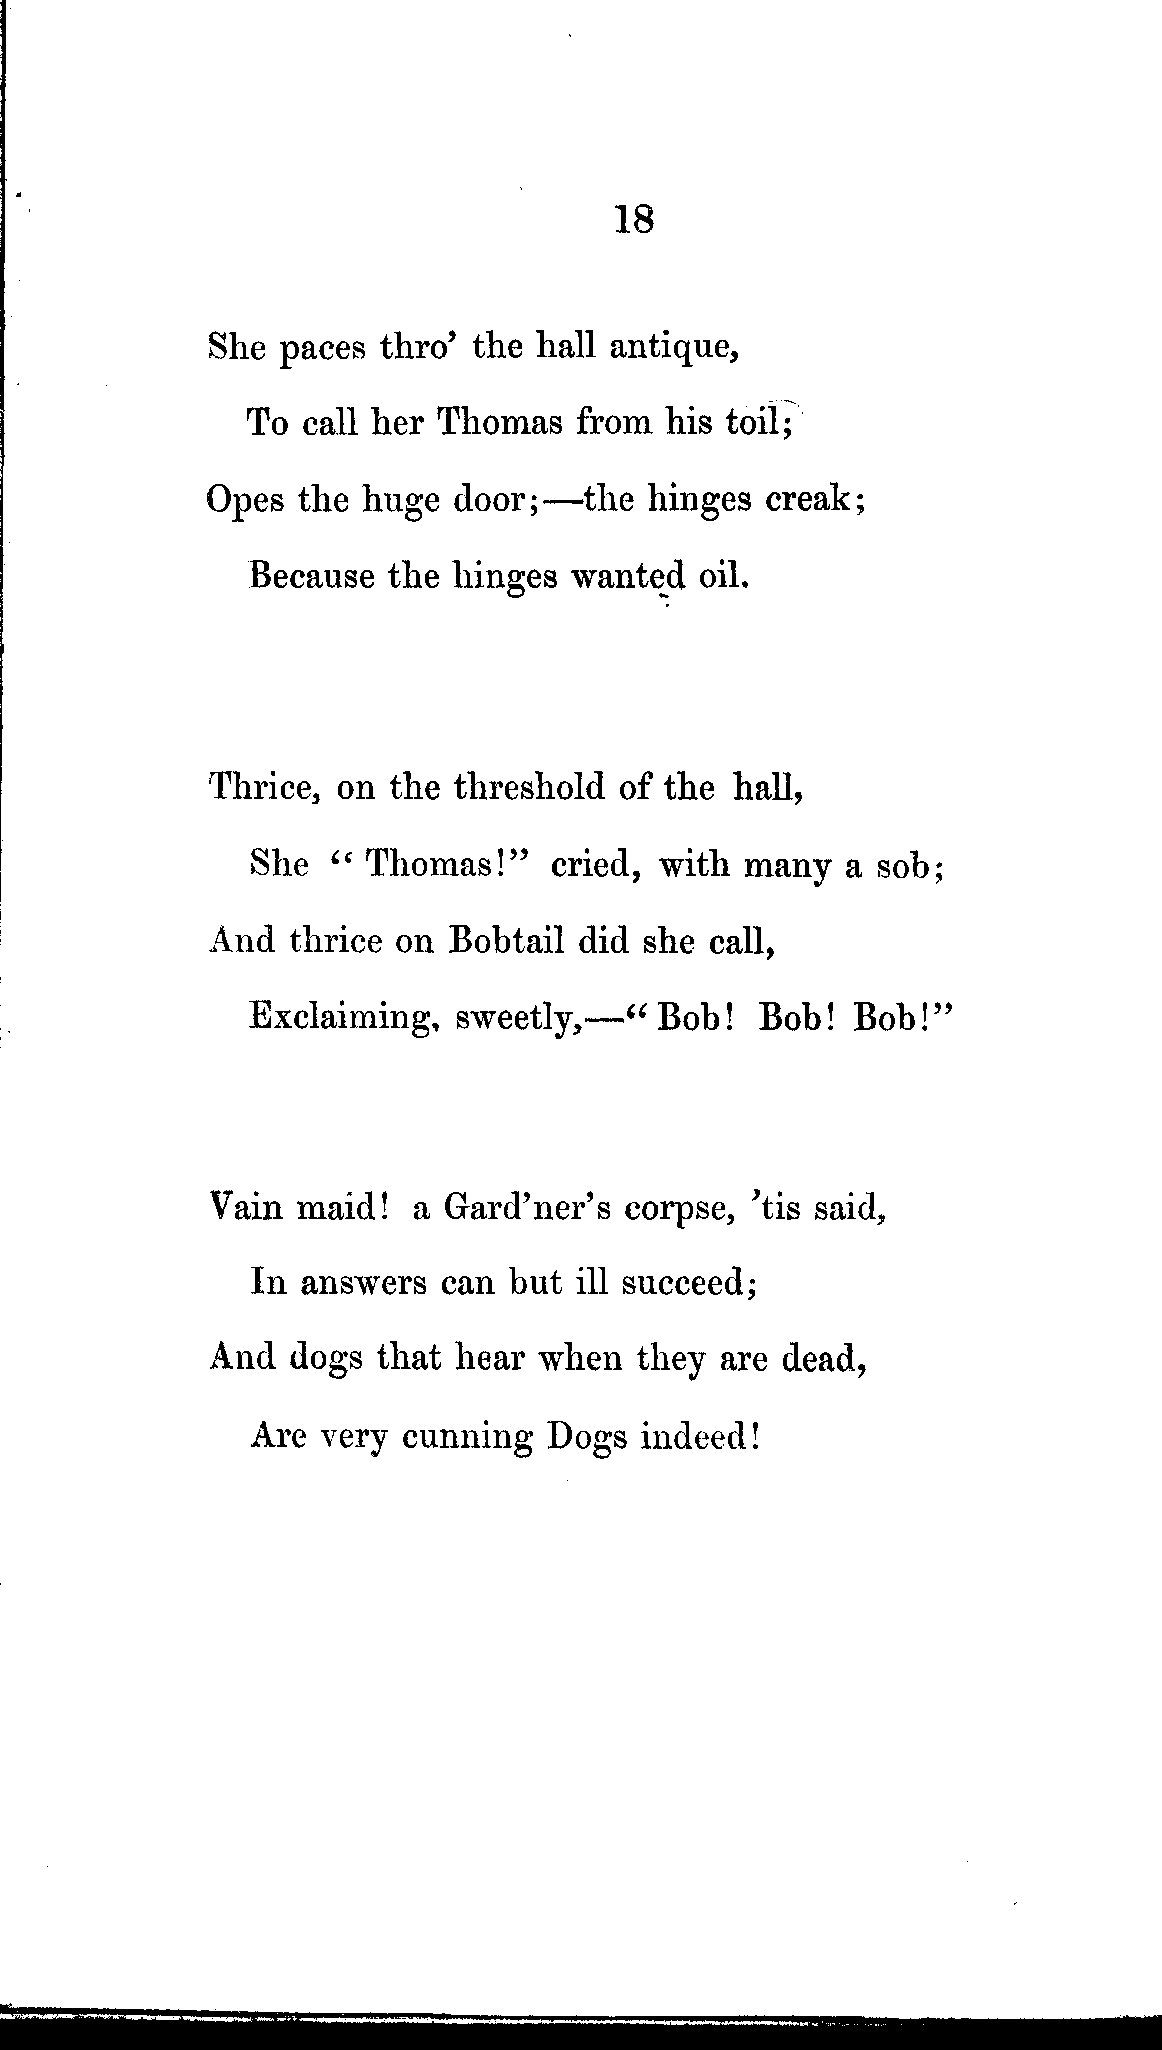 18
She paces thro' the hall antique,
To call her Thomas from his toil;
Opes the huge door;—the hinges creak;
Because the hinges wanted oil.
Thrice, on the threshold of the hall,
She “ Thomas!” cried, with many a sob;
And thrice on Bobtail did she call,
Exclaiming, sweetly,—“ Bob! Bob! Bob!”
Vain maid! a Gard'ner's corpse, 'tis said,
In answers can but ill succeed;
And dogs that hear when they are dead,
Are very cunning Dogs indeed!